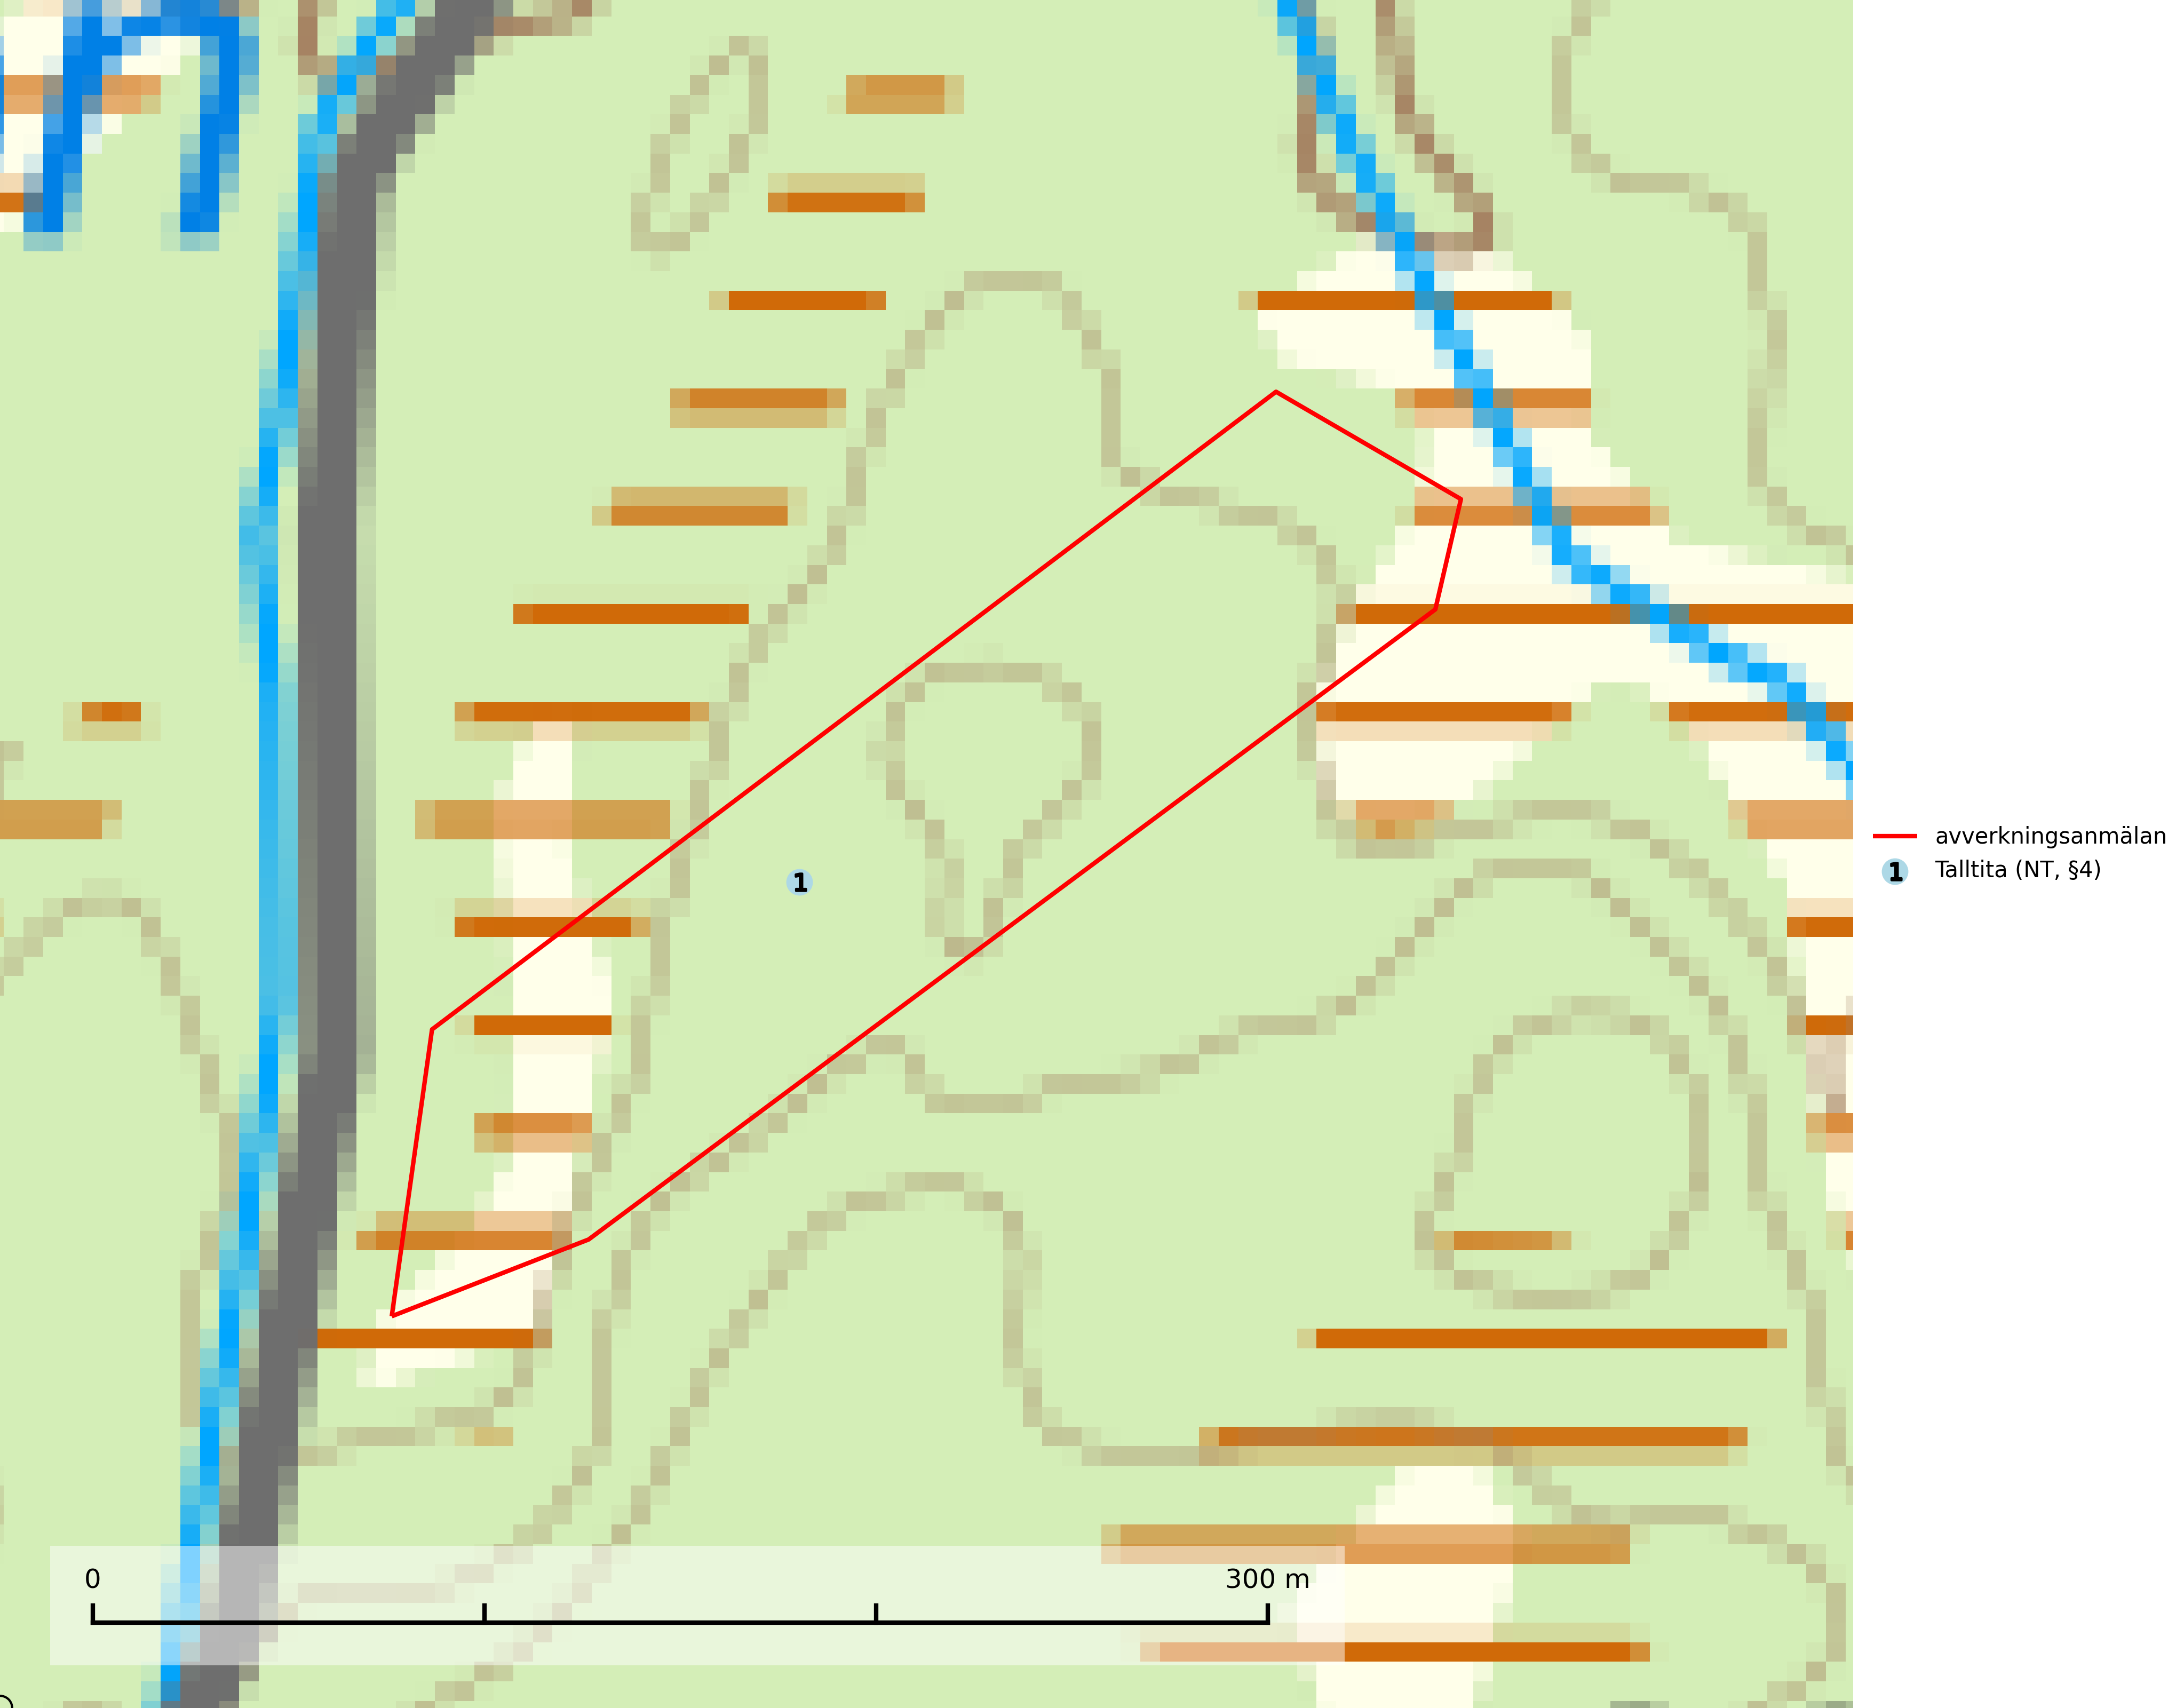 1
avverkningsanmälan
1 Talltita (NT, §4)
0 300 m